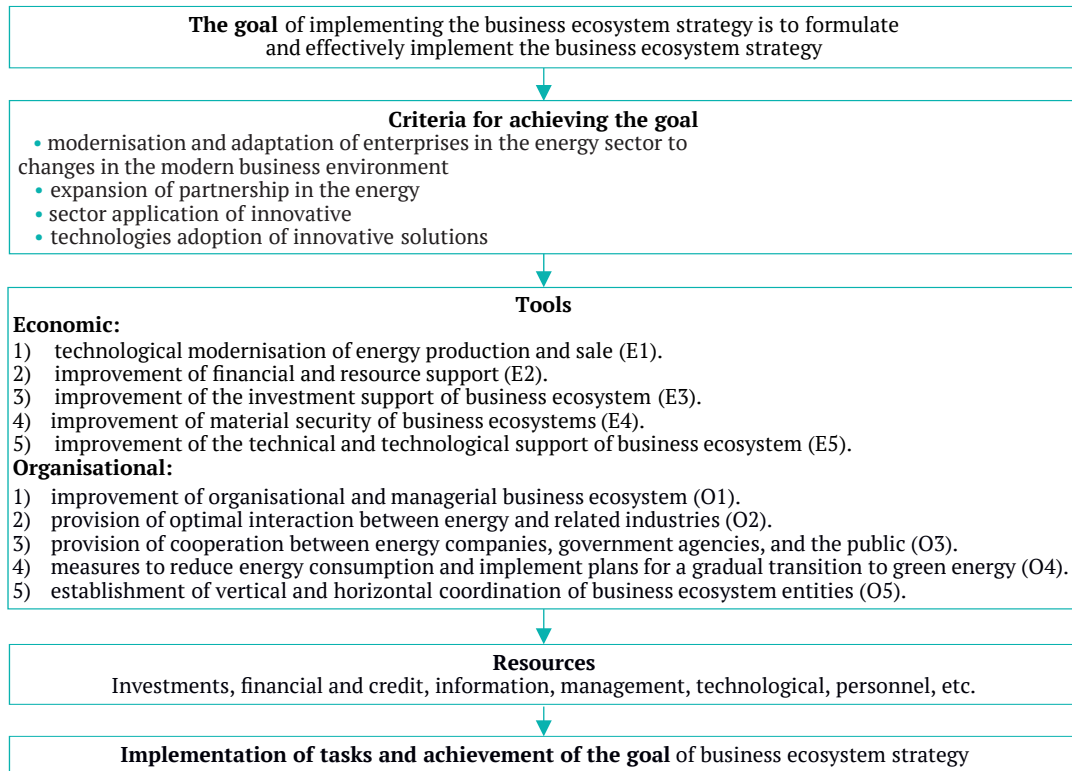 The goal of implementing the business ecosystem strategy is to formulate
and effectively implement the business ecosystem strategy
Criteria for achieving the goal
• modernisation and adaptation of enterprises in the energy sector to
changes in the modern business environment
• expansion of partnership in the energy
• sector application of innovative
• technologies adoption of innovative solutions
Tools
Economic:
1) technological modernisation of energy production and sale (E1).
2) improvement of financial and resource support (E2).
3) improvement of the investment support of business ecosystem (E3).
4) improvement of material security of business ecosystems (E4).
5) improvement of the technical and technological support of business ecosystem (E5).
Organisational:
1) improvement of organisational and managerial business ecosystem (O1).
2) provision of optimal interaction between energy and related industries (O2).
3) provision of cooperation between energy companies, government agencies, and the public (O3).
4) measures to reduce energy consumption and implement plans for a gradual transition to green energy (O4).
5) establishment of vertical and horizontal coordination of business ecosystem entities (O5).
Resources
Investments, financial and credit, information, management, technological, personnel, etc.
Implementation of tasks and achievement of the goal of business ecosystem strategy